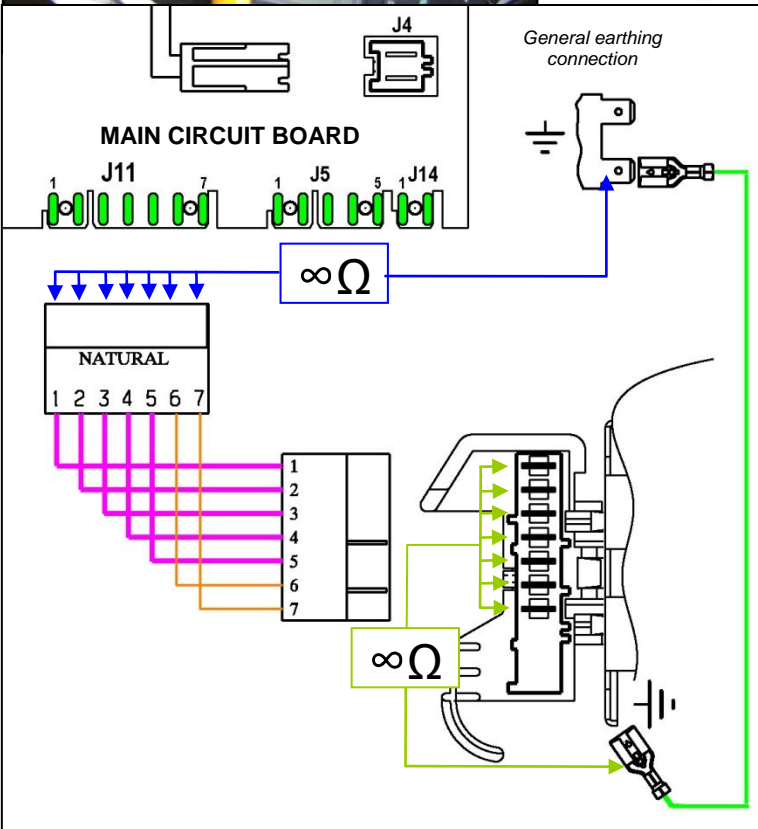 J4
General earthing
connection
MAIN CIRCUIT BOARD
J11
J5
J14
1
7
1
5
1
∞Ω
NATURAL
1 2 3 4 5 6 7
1
2
3
4
5
6
7
∞Ω